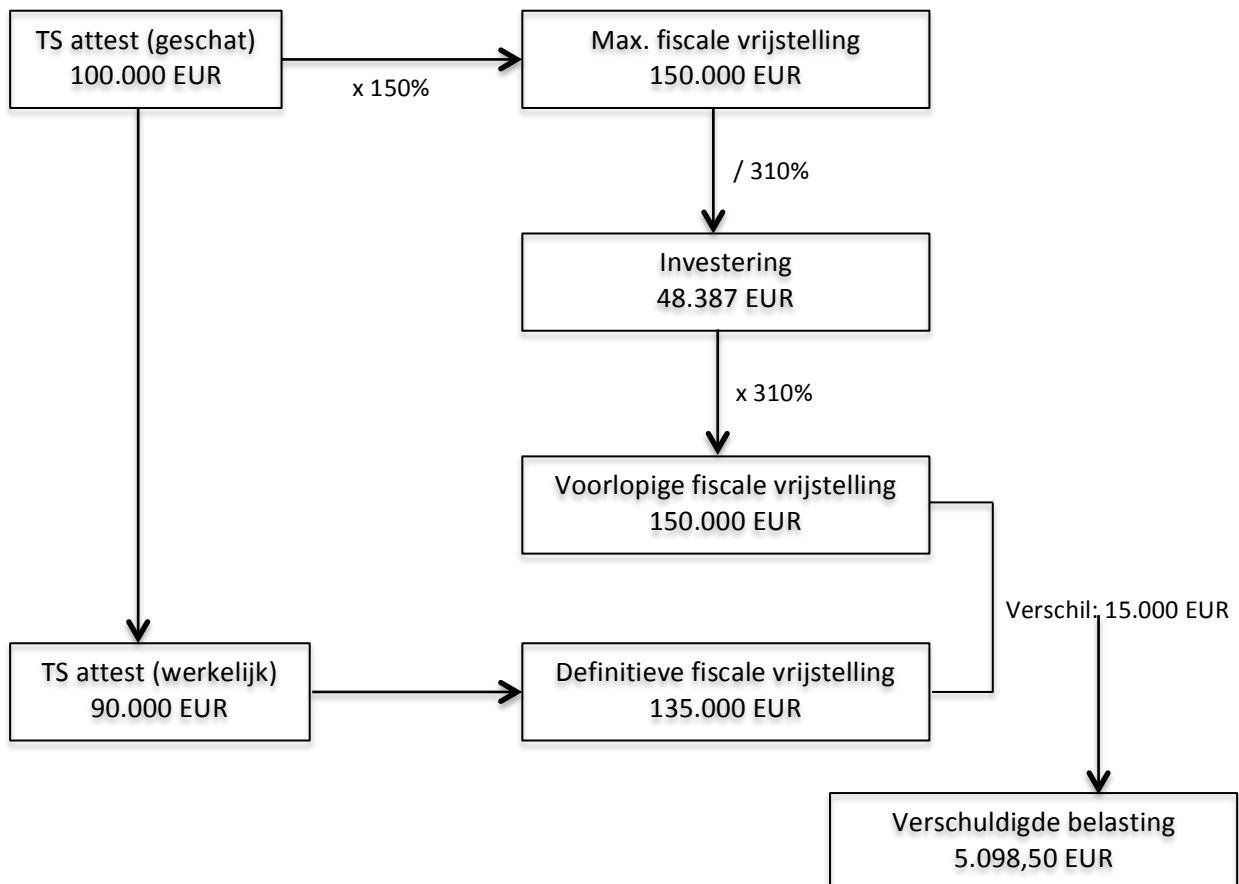 TS attest (geschat)
100.000 EUR
x 150%
Max. fiscale vrijstelling
150.000 EUR
/ 310%
Investering
48.387 EUR
x 310%
Voorlopige fiscale vrijstelling
150.000 EUR
Verschil: 15.000 EUR
TS attest (werkelijk)
90.000 EUR
Definitieve fiscale vrijstelling
135.000 EUR
Verschuldigde belasting
5.098,50 EUR